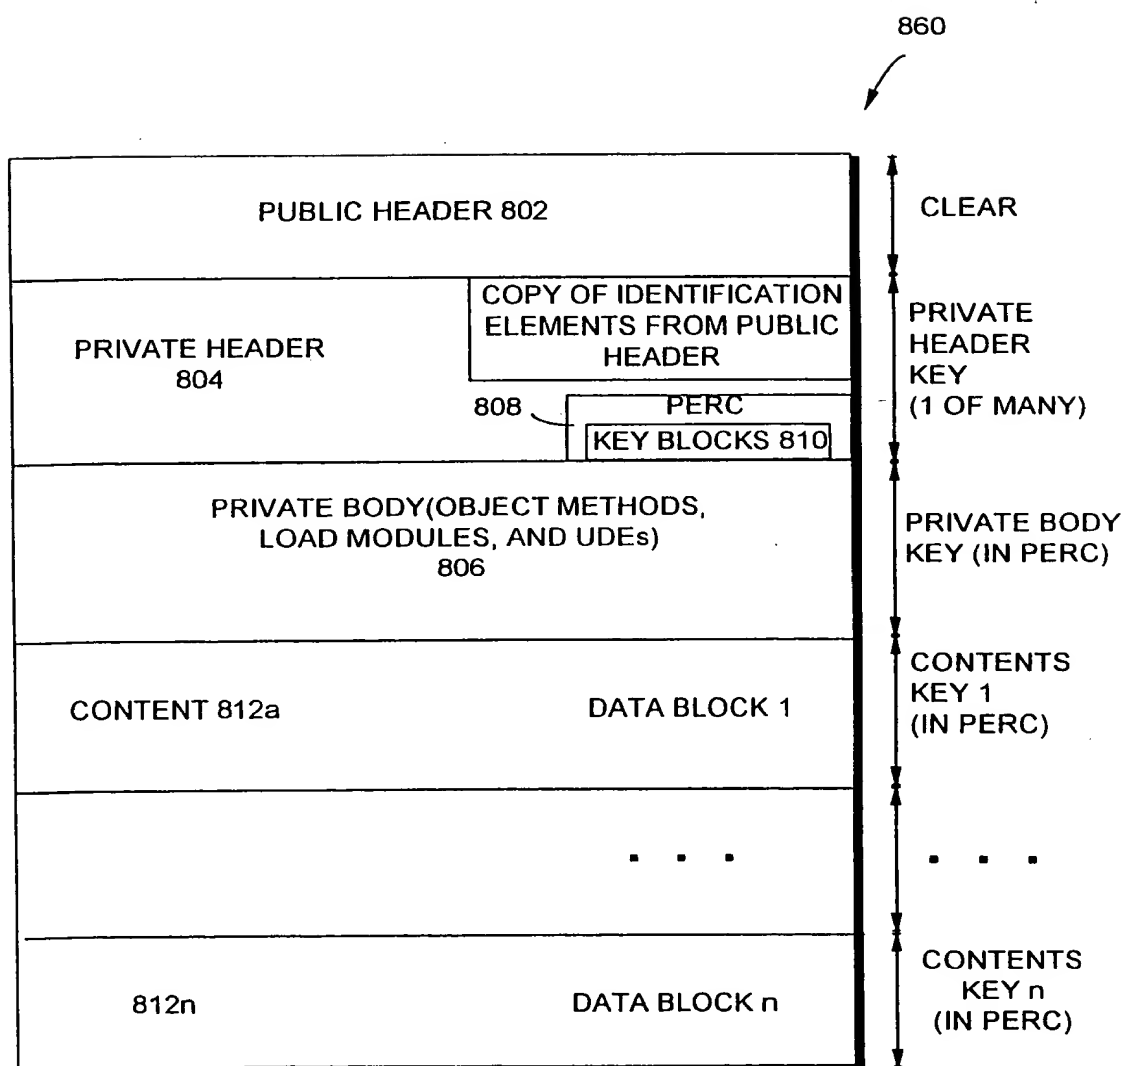 860
PUBLIC HEADER 802
CLEAR
PRIVATE HEADER
804
COPY OF IDENTIFICATION
ELEMENTS FROM PUBLIC
HEADER
808
PERC
KEY BLOCKS 810
PRIVATE
HEADER
KEY
(1 OF MANY)
PRIVATE BODY(OBJECT METHODS,
LOAD MODULES, AND UDEs)
806
PRIVATE BODY
KEY (IN PERC)
CONTENT 812a
DATA BLOCK 1
CONTENTS
KEY 1
(IN PERC)
. . .
. . .
812n
DATA BLOCK n
CONTENTS
KEY n
(IN PERC)